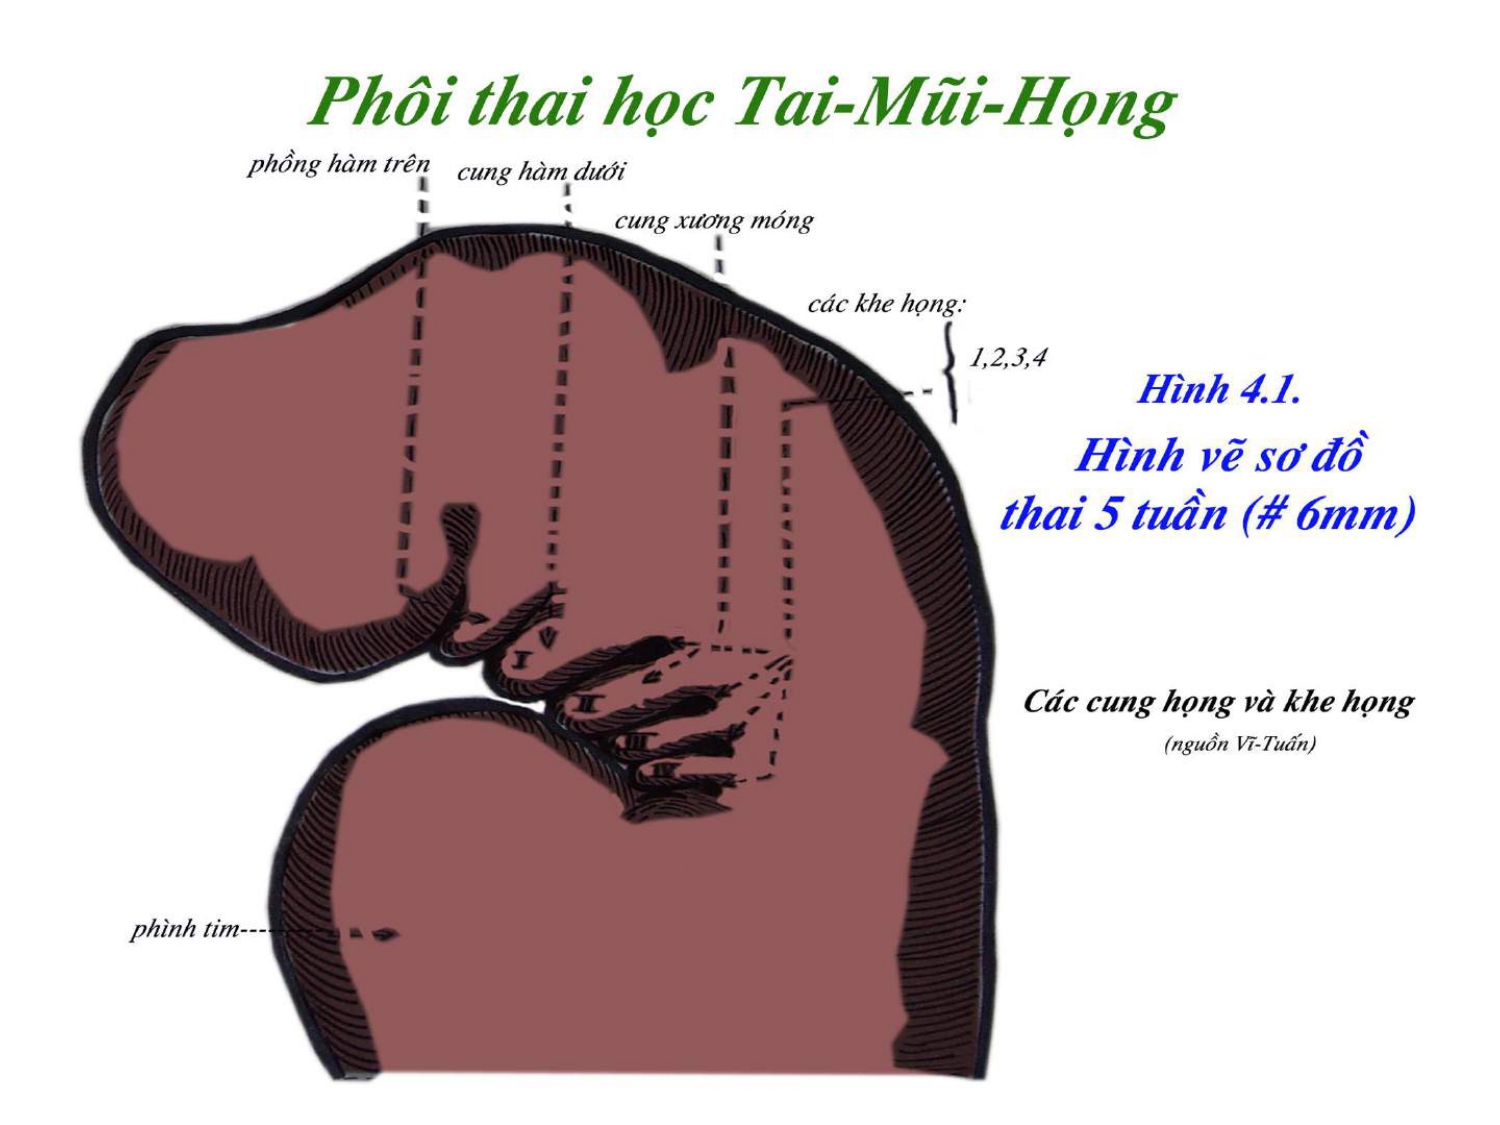 Phôi thai học Tai-Mũi-Họng
phồng hàm trên
cung hàm dưới
cung xương móng
các khe họng:
1,2,3,4
Hình 4.1.
Hình vẽ sơ đồ
thai 5 tuần (# 6mm)
I
II
III
IV
Các cung họng và khe họng
(nguồn Vĩ-Tuấn)
phình tim